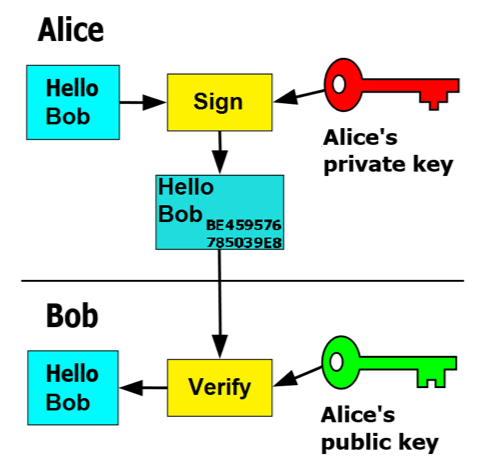 Alice
Hello
Bob
Sign
Alice's
private key
Hello
Bob
BE459576
785039E8
Bob
Hello
Bob
Verify
Alice's
public key